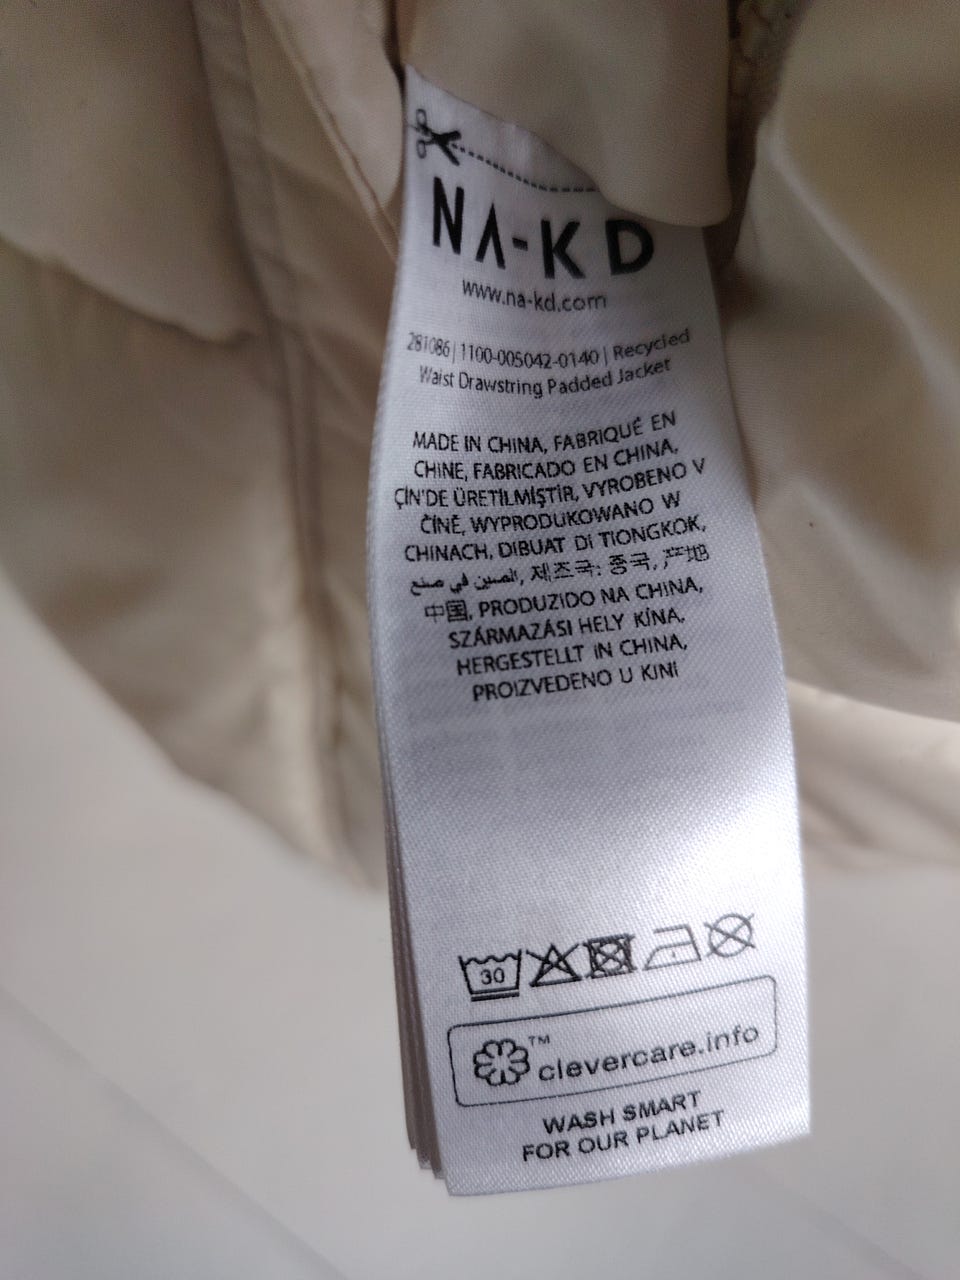 NA-KD
www.na-kd.com
281086 | 1100-005042-0140 | Recycled
Waist Drawstring Padded Jacket
MADE IN CHINA, FABRIQUÉ EN
CHINE, FABRICADO EN CHINA,
ÇİN'DE ÜRETİLMİŞTİR, VYROBENO V
ČÍNĚ, WYPRODUKOWANO W
CHINACH, DIBUAT DI TIONGKOK,
الصين في صنع, 제조국: 중국, 产地
中国, PRODUZIDO NA CHINA,
SZÁRMAZÁSI HELY KÍNA,
HERGESTELLT IN CHINA,
PROIZVEDENO U KINI
30
™ clevercare.info
WASH SMART
FOR OUR PLANET